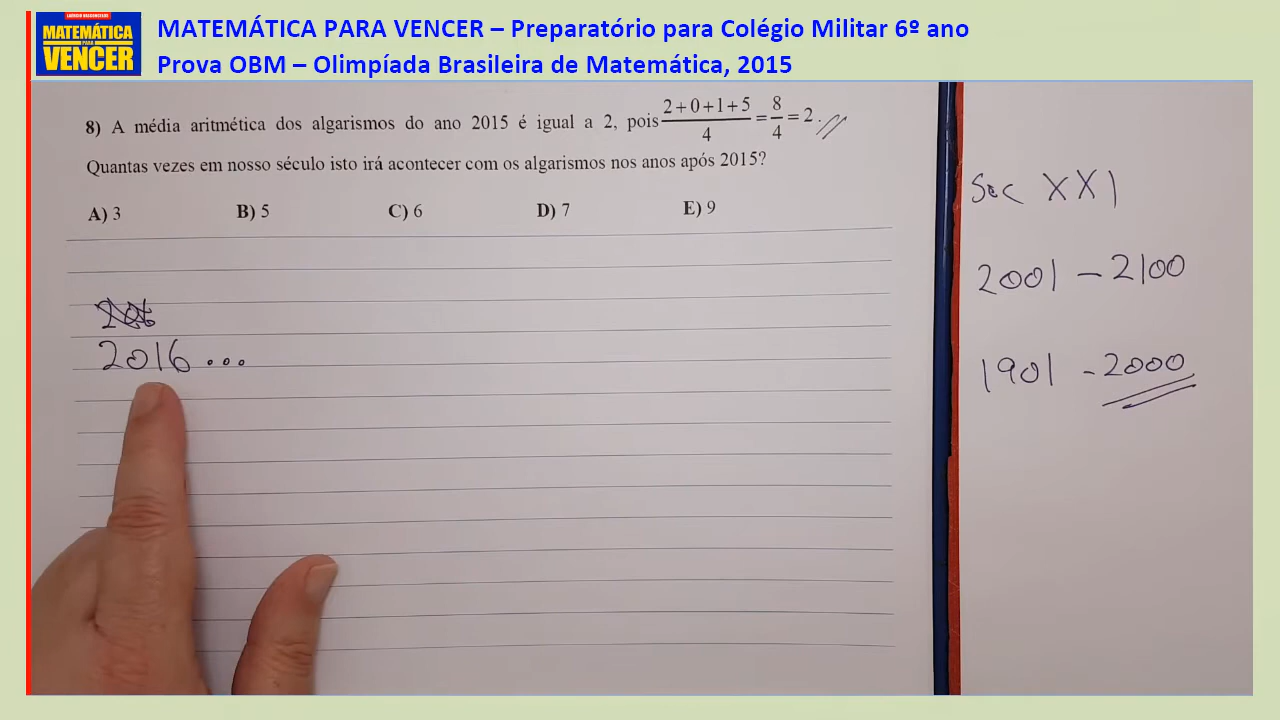 LAÉRCIO VASCONCELOS
MATEMÁTICA
PARA
VENCER
MATEMÁTICA PARA VENCER – Preparatório para Colégio Militar 6º ano
Prova OBM – Olimpíada Brasileira de Matemática, 2015
8) A média aritmética dos algarismos do ano 2015 é igual a 2, pois (2+0+1+5)/4 = 8/4 = 2.
Quantas vezes em nosso século isto irá acontecer com os algarismos nos anos após 2015?
A) 3 B) 5 C) 6 D) 7 E) 9
2016 ...
Sec XXI
2001 - 2100
1901 - 2000